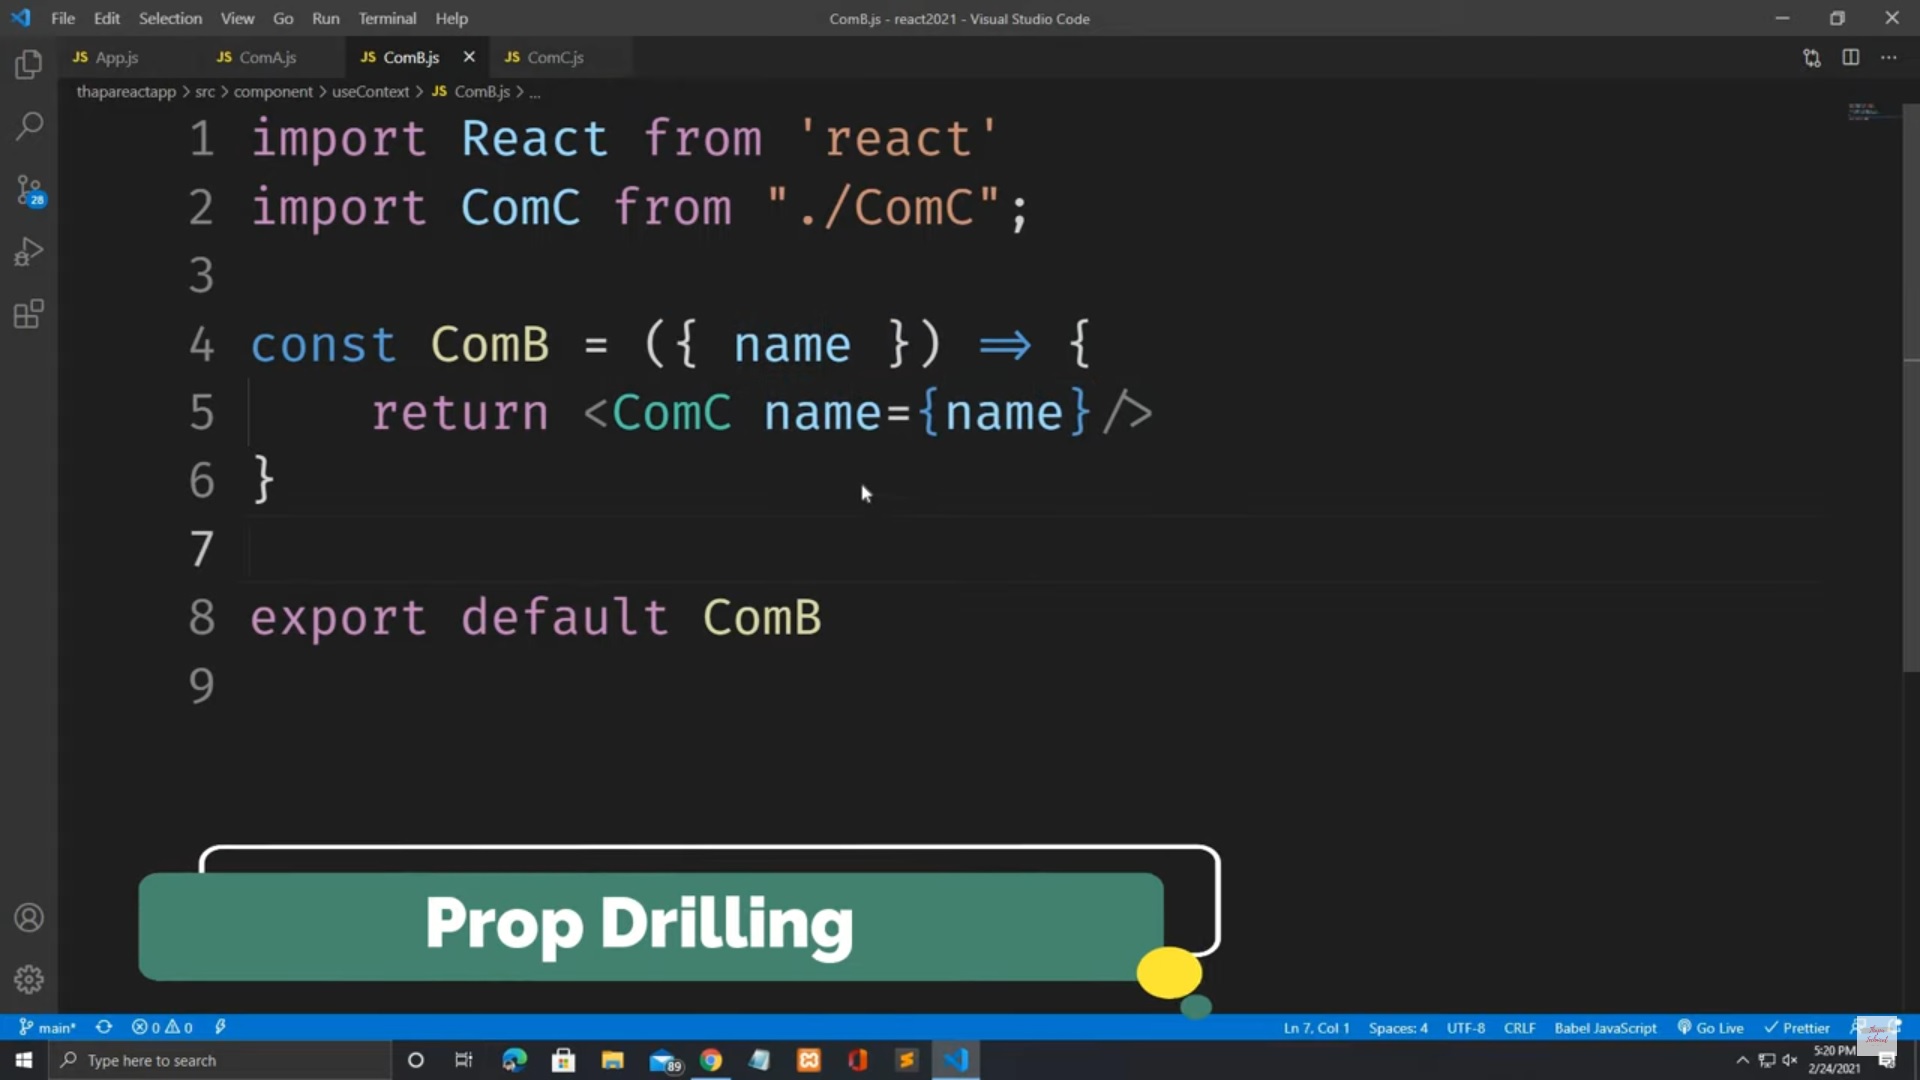 File Edit Selection View Go Run Terminal Help
ComB.js - react2021 - Visual Studio Code
JS App.js JS ComA.js JS ComB.js JS ComC.js
thapareactapp > src > component > useContext > JS ComB.js > ...
1 import React from 'react'
2 import ComC from "./ComC";
3
4 const ComB = ({ name }) => {
5 return <ComC name={name}/>
6 }
7
8 export default ComB
9
28
Prop Drilling
main* 0 0 Ln 7, Col 1 Spaces: 4 UTF-8 CRLF Babel JavaScript Go Live Prettier
Type here to search
89
5:20 PM
2/24/2021